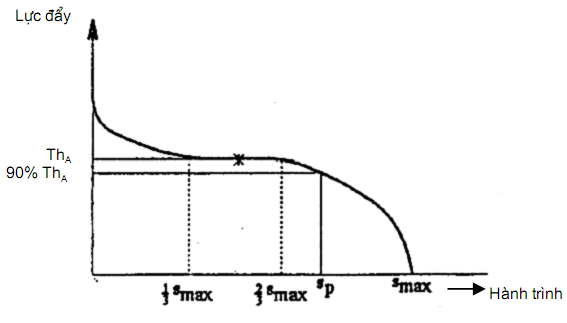 Lực đẩy
Th_A
90% Th_A
1/3 s_max
2/3 s_max
s_p
s_max
Hành trình